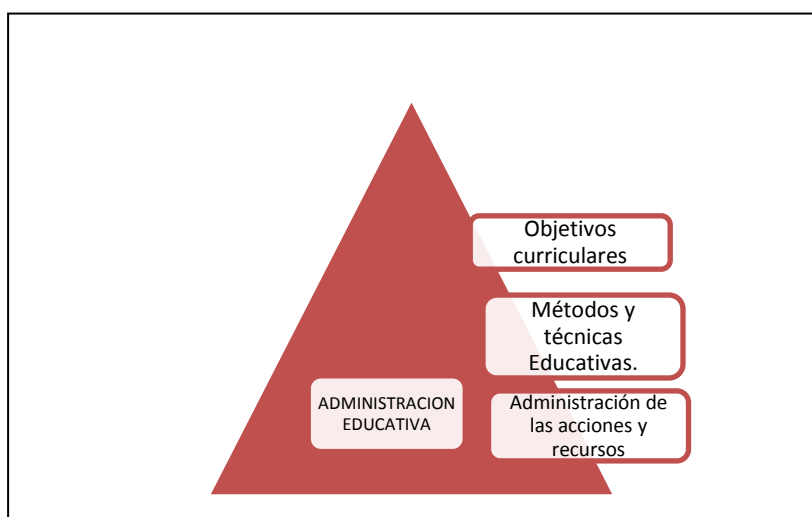 Objetivos
curriculares
Métodos y
técnicas
Educativas.
ADMINISTRACION
EDUCATIVA
Administración de
las acciones y
recursos